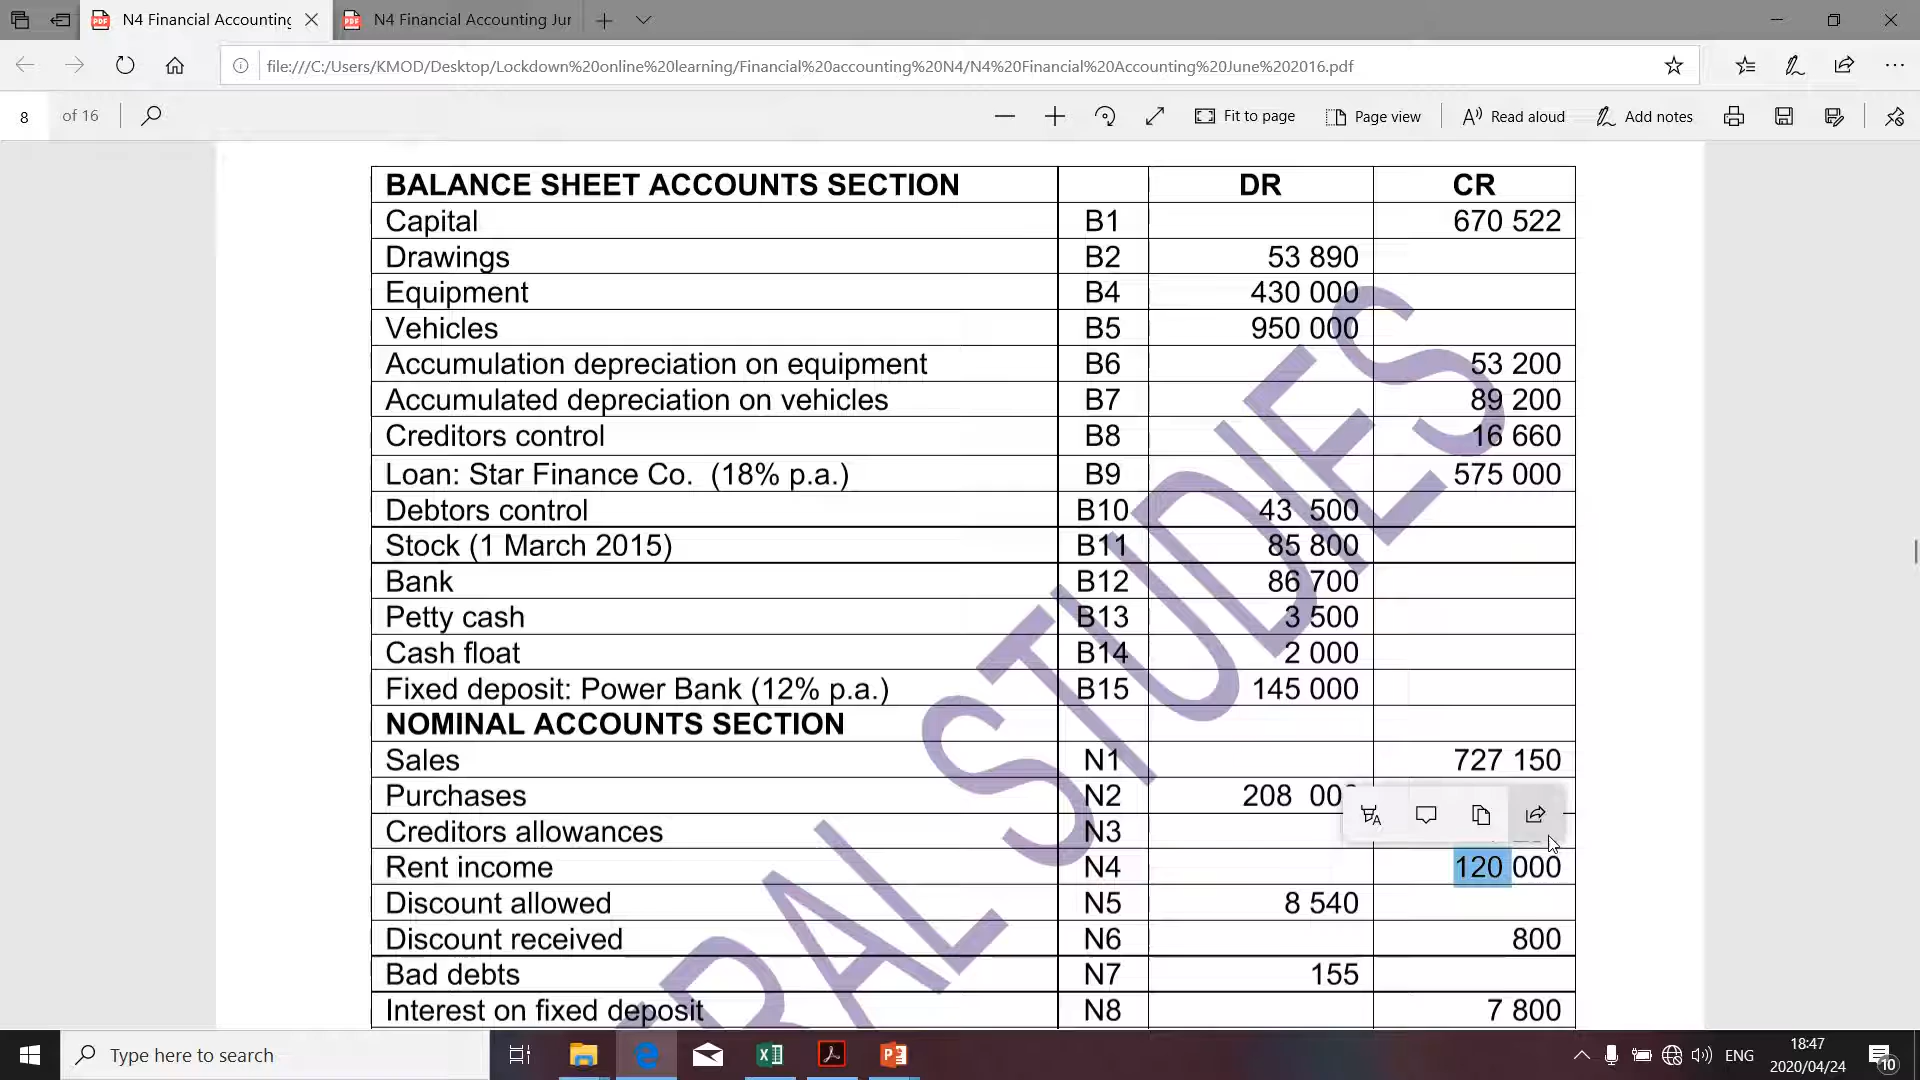 N4 Financial Accounting
N4 Financial Accounting Jur
file:///C:/Users/KMOD/Desktop/Lockdown%20online%20learning/Financial%20accounting%20N4/N4%20Financial%20Accounting%20June%202016.pdf
8 of 16 Fit to page Page view Read aloud Add notes
BALANCE SHEET ACCOUNTS SECTION DR CR
Capital B1 670 522
Drawings B2 53 890
Equipment B4 430 000
Vehicles B5 950 000
Accumulation depreciation on equipment B6 53 200
Accumulated depreciation on vehicles B7 89 200
Creditors control B8 16 660
Loan: Star Finance Co. (18% p.a.) B9 575 000
Debtors control B10 43 500
Stock (1 March 2015) B11 85 800
Bank B12 86 700
Petty cash B13 3 500
Cash float B14 2 000
Fixed deposit: Power Bank (12% p.a.) B15 145 000
NOMINAL ACCOUNTS SECTION
Sales N1 727 150
Purchases N2 208 000
Creditors allowances N3
Rent income N4 120 000
Discount allowed N5 8 540
Discount received N6 800
Bad debts N7 155
Interest on fixed deposit N8 7 800
RAL STUDIES
Type here to search
ENG
18:47
2020/04/24
10